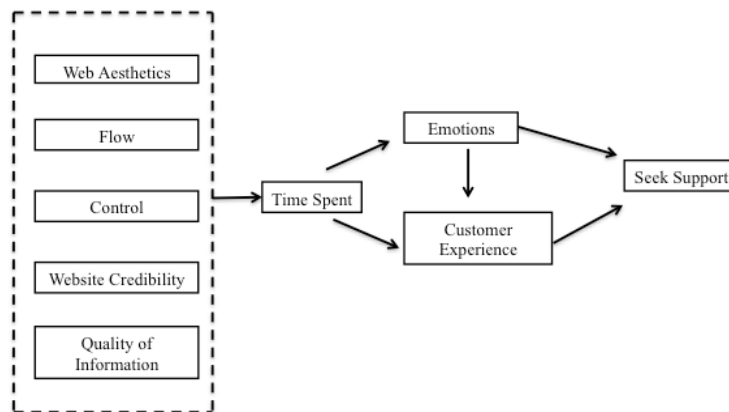 Web Aesthetics
Flow
Control
Website Credibility
Quality of
Information
Time Spent
Emotions
Customer
Experience
Seek Support